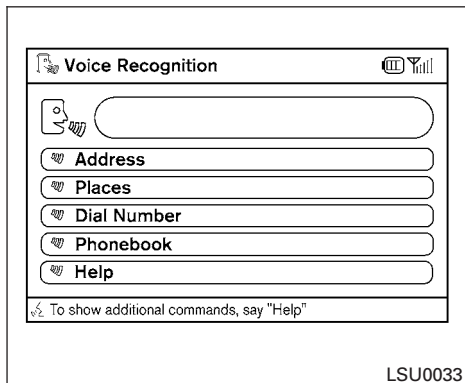 Voice Recognition
Address
Places
Dial Number
Phonebook
Help
To show additional commands, say "Help"
LSU0033